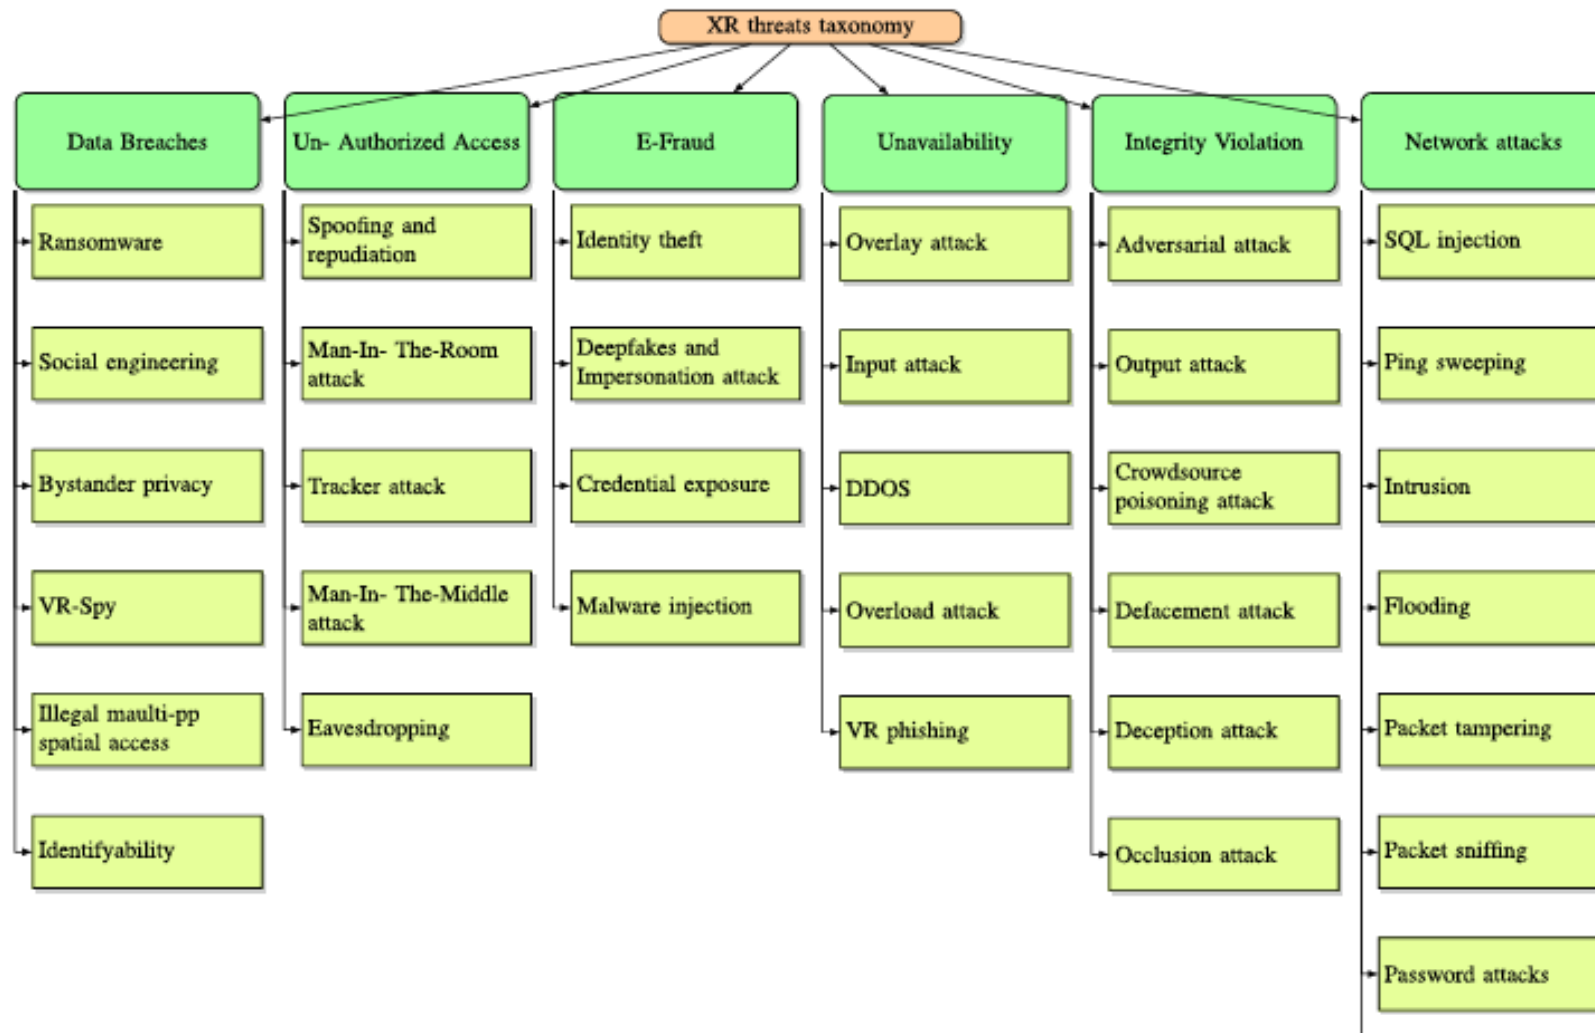 XR threats taxonomy
Data Breaches
Ransomware
Social engineering
Bystander privacy
VR-Spy
Illegal maulti-pp
spatial access
Identifyability
Un- Authorized Access
Spoofing and
repudiation
Man-In- The-Room
attack
Tracker attack
Man-In- The-Middle
attack
Eavesdropping
E-Fraud
Identity theft
Deepfakes and
Impersonation attack
Credential exposure
Malware injection
Unavailability
Overlay attack
Input attack
DDOS
Overload attack
VR phishing
Integrity Violation
Adversarial attack
Output attack
Crowdsource
poisoning attack
Defacement attack
Deception attack
Occlusion attack
Network attacks
SQL injection
Ping sweeping
Intrusion
Flooding
Packet tampering
Packet sniffing
Password attacks